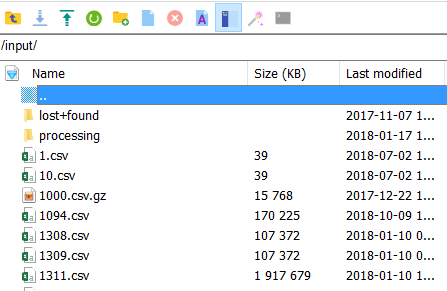 /input/
Name Size (KB) Last modified
..
lost+found 2017-11-07 1...
processing 2018-01-17 1...
1.csv 39 2018-07-02 1...
10.csv 39 2018-07-02 1...
1000.csv.gz 15 768 2017-12-22 1...
1094.csv 170 225 2018-10-09 1...
1308.csv 107 372 2018-01-10 0...
1309.csv 107 372 2018-01-10 0...
1311.csv 1 917 679 2018-01-10 1...